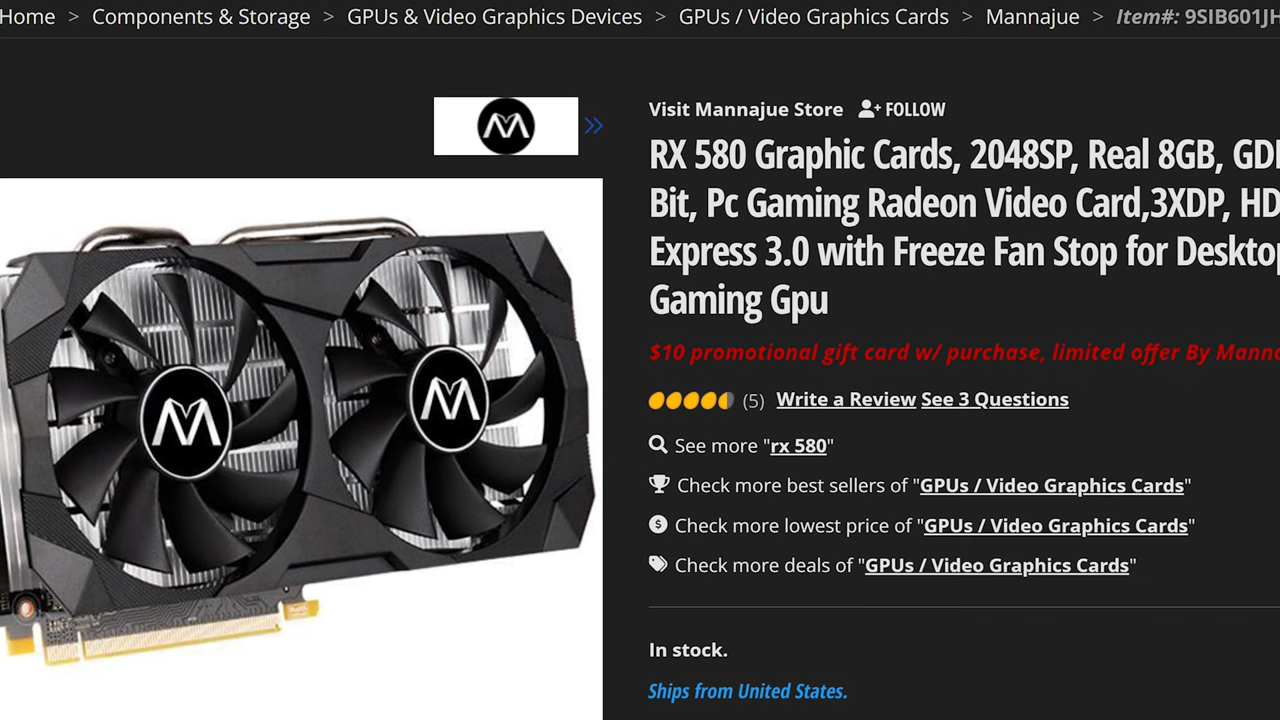 Home > Components & Storage > GPUs & Video Graphics Devices > GPUs / Video Graphics Cards > Mannajue > Item#: 9SIB601JH
Visit Mannajue Store FOLLOW
RX 580 Graphic Cards, 2048SP, Real 8GB,
Bit, Pc Gaming Radeon Video Card,3XDP,
Express 3.0 with Freeze Fan Stop for
Gaming Gpu
$10 promotional gift card w/ purchase, limited offer By
(5) Write a Review See 3 Questions
See more "rx 580"
Check more best sellers of "GPUs / Video Graphics Cards"
Check more lowest price of "GPUs / Video Graphics Cards"
Check more deals of "GPUs / Video Graphics Cards"
In stock.
Ships from United States.